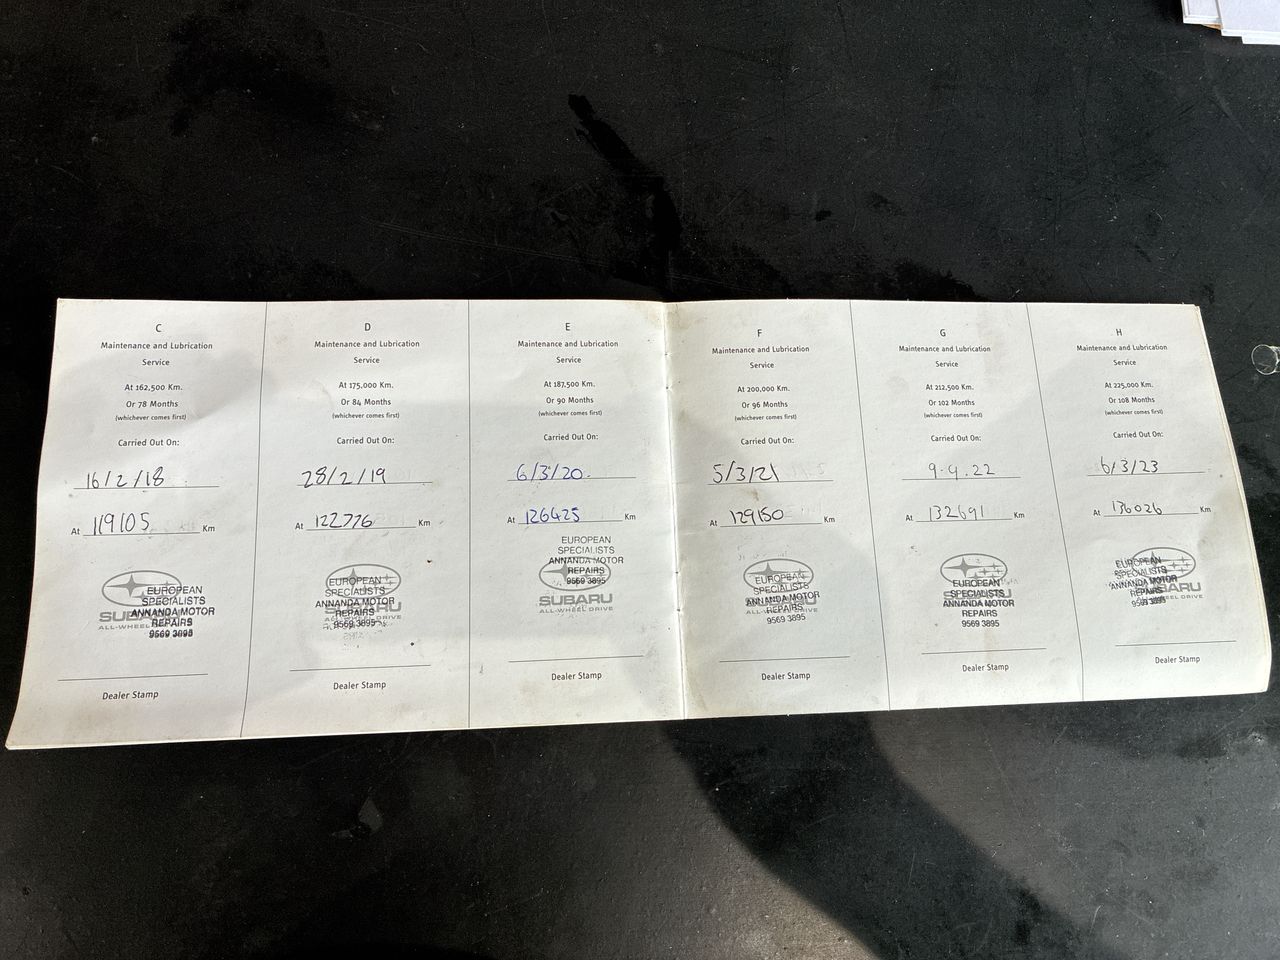 C
Maintenance and Lubrication
Service
At 162,500 Km.
Or 78 Months
(whichever comes first)
Carried Out On:
16/2/18
At 119105 Km
SUBARU
ALL-WHEEL
EUROPEAN
SPECIALISTS
ANNANDA MOTOR
REPAIRS
9569 3895
Dealer Stamp
D
Maintenance and Lubrication
Service
At 175,000 Km.
Or 84 Months
(whichever comes first)
Carried Out On:
28/2/19
At 122776 Km
EUROPEAN
SPECIALISTS
ANNANDA MOTOR
REPAIRS
9569 3895
Dealer Stamp
E
Maintenance and Lubrication
Service
At 187,500 Km.
Or 90 Months
(whichever comes first)
Carried Out On:
6/3/20
At 126425 Km
EUROPEAN
SPECIALISTS
ANNANDA MOTOR
REPAIRS
9569 3895
SUBARU
ALL-WHEEL DRIVE
Dealer Stamp
F
Maintenance and Lubrication
Service
At 200,000 Km.
Or 96 Months
(whichever comes first)
Carried Out On:
5/3/21
At 129150 Km
EUROPEAN
SPECIALISTS
ANNANDA MOTOR
REPAIRS
9569 3895
Dealer Stamp
G
Maintenance and Lubrication
Service
At 212,500 Km.
Or 102 Months
(whichever comes first)
Carried Out On:
9.9.22
At 132691 Km
EUROPEAN
SPECIALISTS
ANNANDA MOTOR
REPAIRS
9569 3895
Dealer Stamp
H
Maintenance and Lubrication
Service
At 225,000 Km.
Or 108 Months
(whichever comes first)
Carried Out On:
6/3/23
At 136026 Km
EUROPEAN
SPECIALISTS
ANNANDA MOTOR
REPAIRS
9569 3895
Dealer Stamp